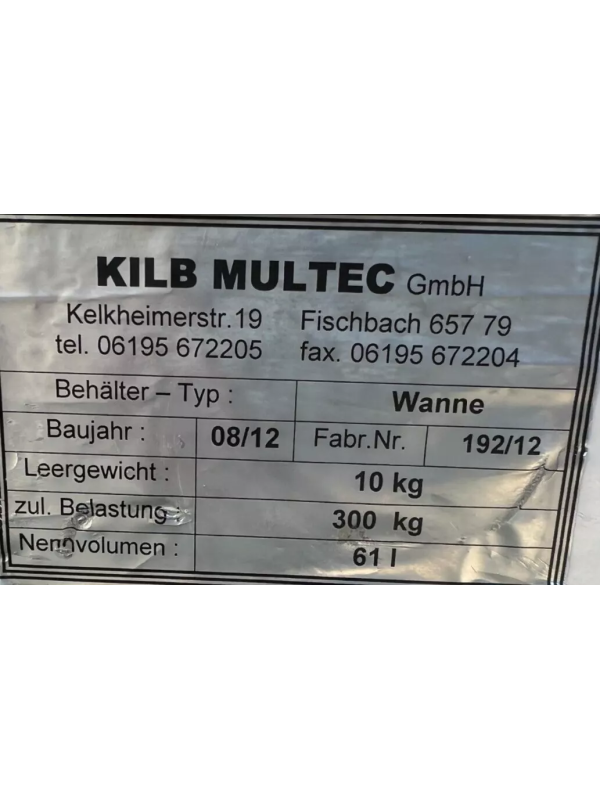 KILB MULTEC GmbH
Kelkheimerstr.19 Fischbach 657 79
tel. 06195 672205 fax. 06195 672204
Behälter – Typ : Wanne
Baujahr : 08/12 Fabr.Nr. 192/12
Leergewicht : 10 kg
zul. Belastung : 300 kg
Nennvolumen : 61 l